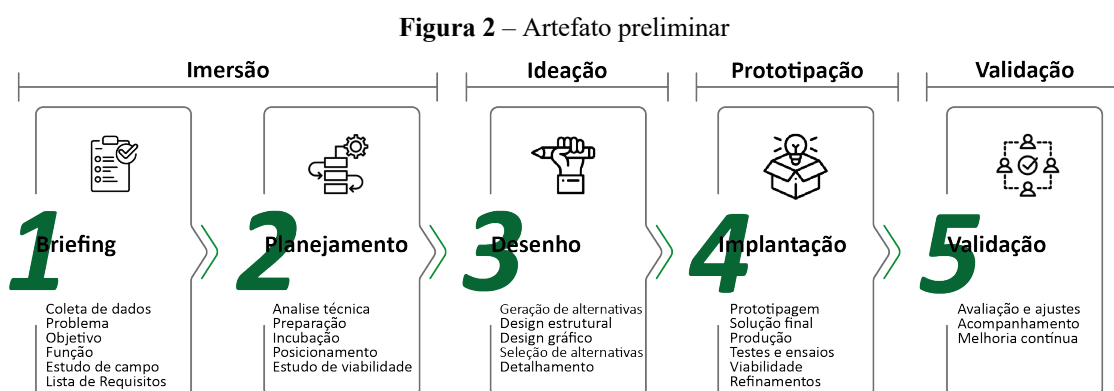 Figura 2 – Artefato preliminar
Imersão
Ideação
Prototipação
Validação
1
Briefing
Coleta de dados
Problema
Objetivo
Função
Estudo de campo
Lista de Requisitos
2
Planejamento
Analise técnica
Preparação
Incubação
Posicionamento
Estudo de viabilidade
3
Desenho
Geração de alternativas
Design estrutural
Design gráfico
Seleção de alternativas
Detalhamento
4
Implantação
Prototipagem
Solução final
Produção
Testes e ensaios
Viabilidade
Refinamentos
5
Validação
Avaliação e ajustes
Acompanhamento
Melhoria contínua